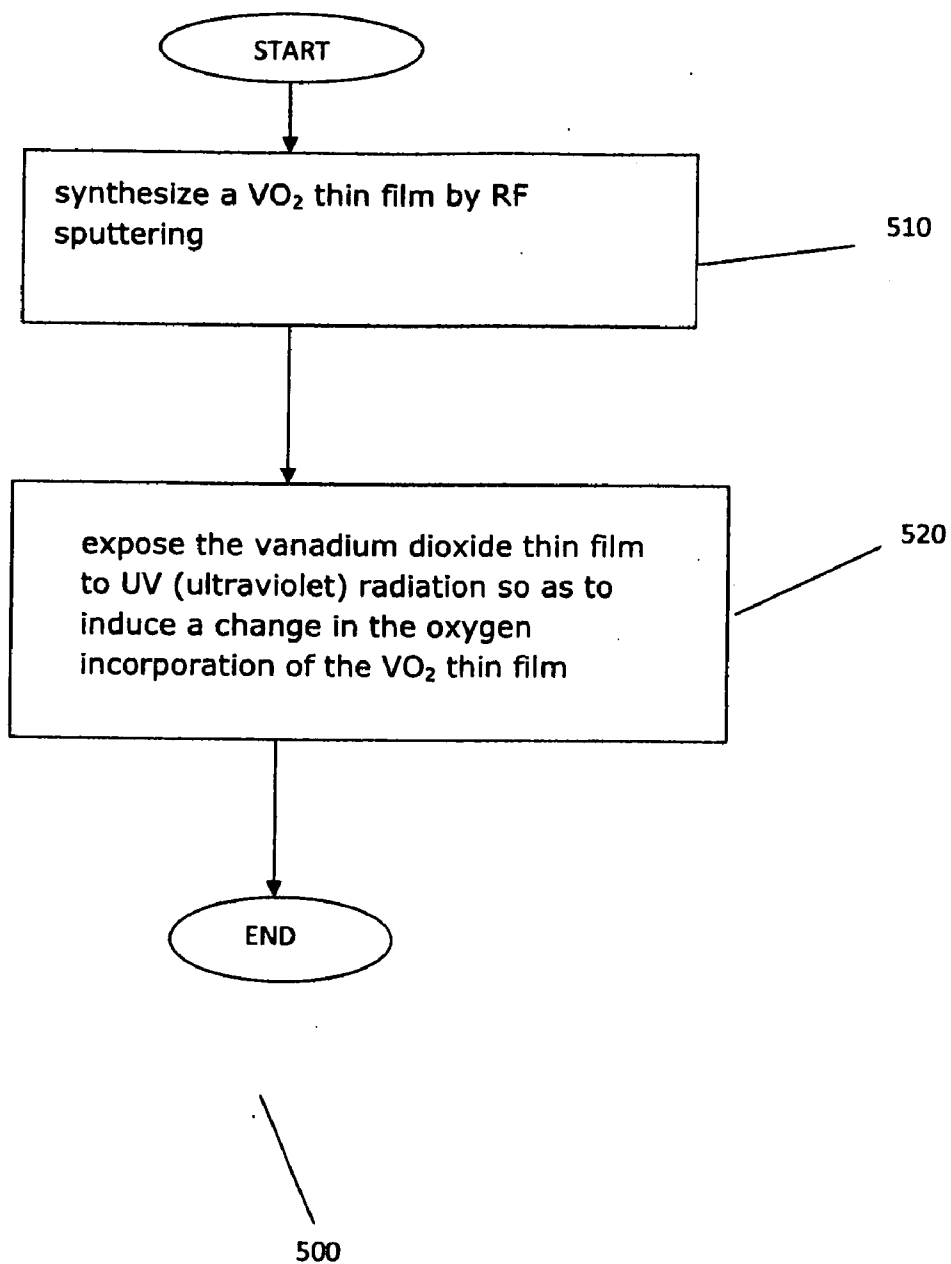 START
synthesize a VO₂ thin film by RF
sputtering
510
expose the vanadium dioxide thin film
to UV (ultraviolet) radiation so as to
induce a change in the oxygen
incorporation of the VO₂ thin film
520
END
500